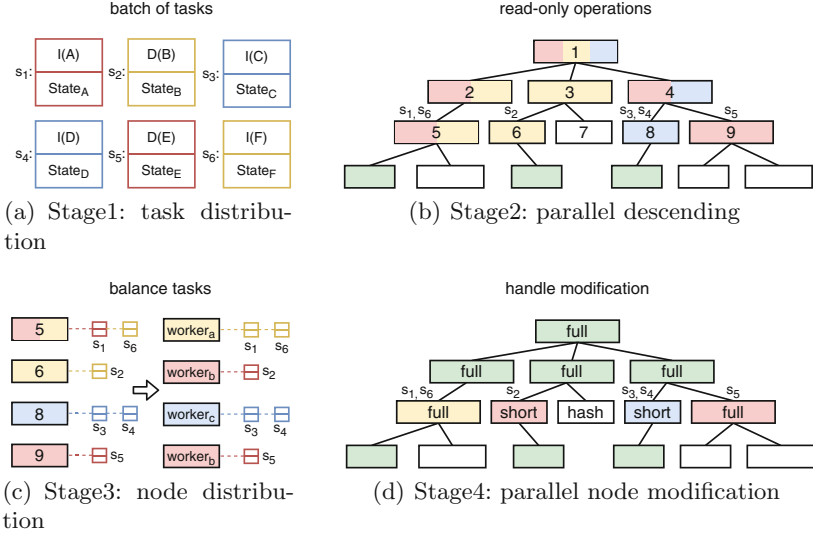 batch of tasks
s1: I(A) StateA s2: D(B) StateB s3: I(C) StateC
s4: I(D) StateD s5: D(E) StateE s6: I(F) StateF
(a) Stage1: task distribu-
tion
read-only operations
1
2 3 4
s1, s6 s2 s3, s4 s5
5 6 7 8 9
(b) Stage2: parallel descending
balance tasks
5 s1 s6 workera s1 s6
6 s2 workerb s2
8 s3 s4 workerc s3 s4
9 s5 workerb s5
(c) Stage3: node distribu-
tion
handle modification
full
full full full
s1, s6 s2 s3, s4 s5
full short hash short full
(d) Stage4: parallel node modification